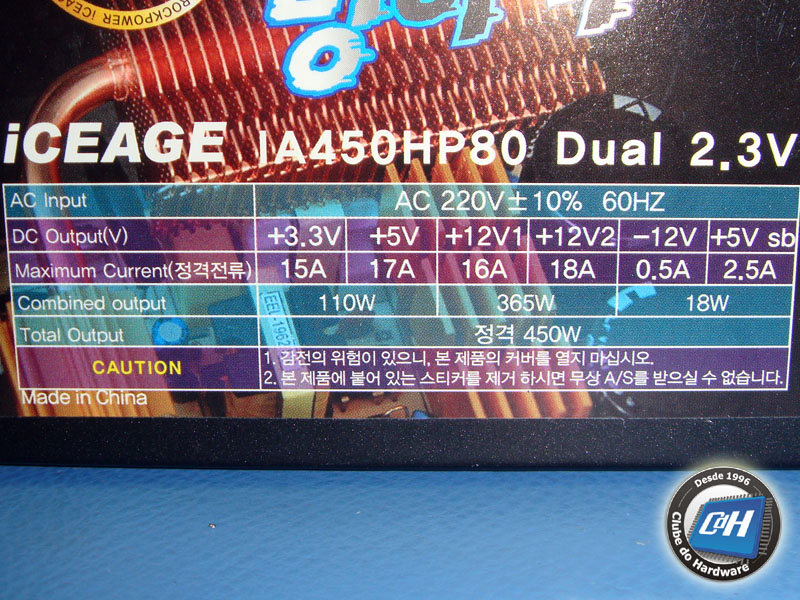 ROCKPOWER ICEAGE
iCEAGE IA450HP80 Dual 2.3V
AC Input AC 220V±10% 60HZ
DC Output(V) +3.3V +5V +12V1 +12V2 −12V +5V sb
Maximum Current(정격전류) 15A 17A 16A 18A 0.5A 2.5A
Combined output 110W 365W 18W
Total Output 정격 450W
CAUTION
1. 감전의 위험이 있으니, 본 제품의 커버를 열지 마십시오.
2. 본 제품에 붙어 있는 스티커를 제거 하시면 무상 A/S를 받으실 수 없습니다.
Made in China
Desde 1996
CdH
Clube do Hardware